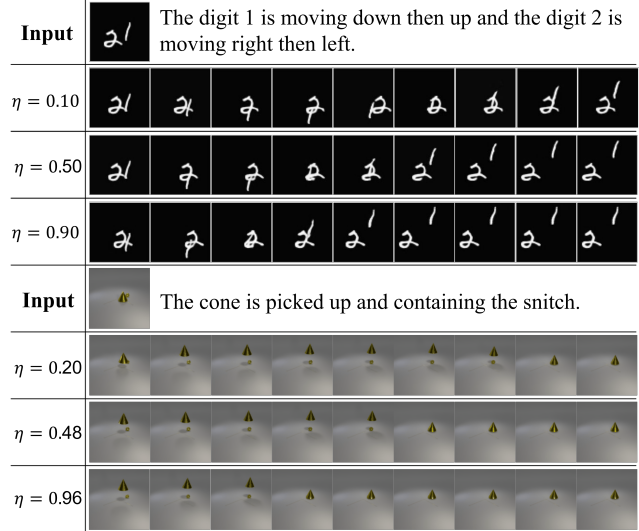 Input
The digit 1 is moving down then up and the digit 2 is
moving right then left.
η = 0.10
η = 0.50
η = 0.90
Input
The cone is picked up and containing the snitch.
η = 0.20
η = 0.48
η = 0.96